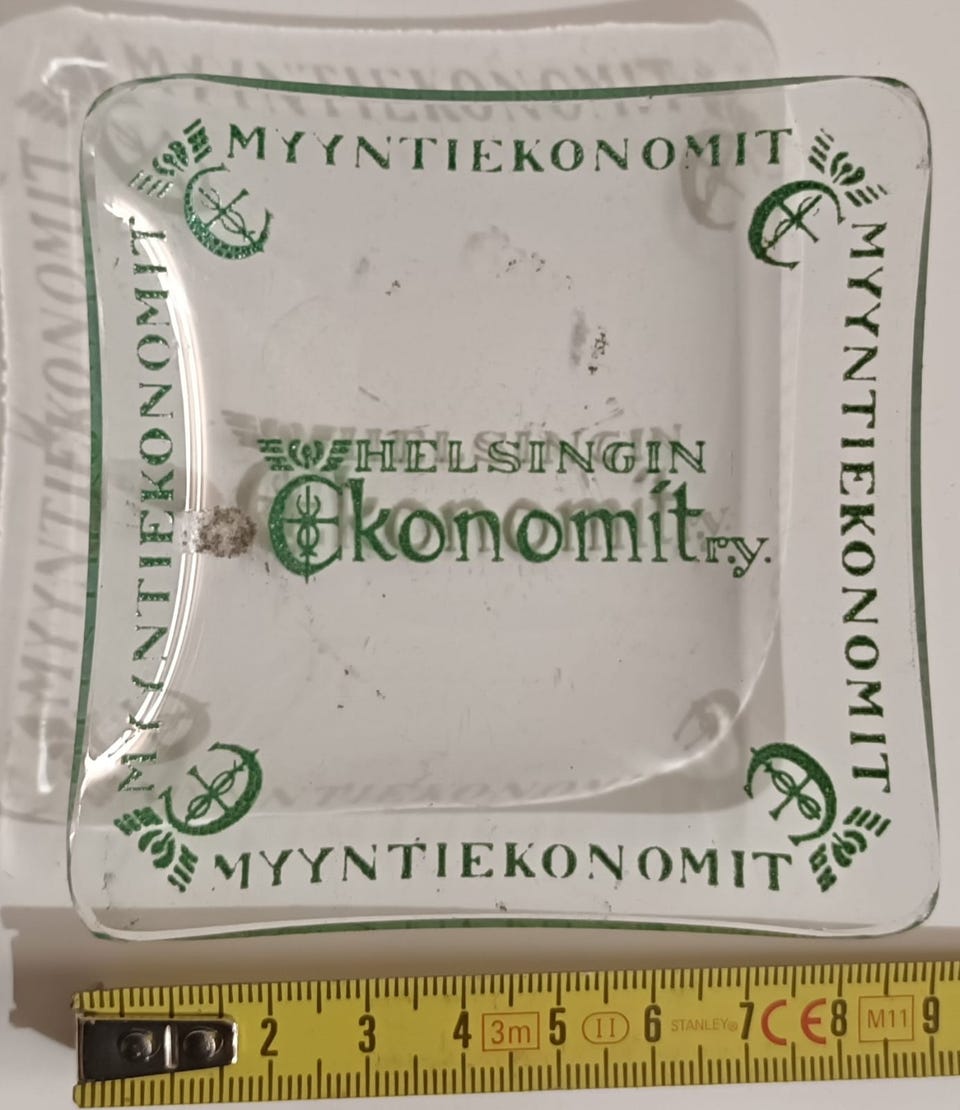 MYYNTIEKONOMIT
MYYNTIEKONOMIT
MYYNTIEKONOMIT
HELSINGIN
Ekonomit r.y.
MYYNTIEKONOMIT
2 3 4 3m 5 II 6 STANLEY® 7 CE 8 M11 9